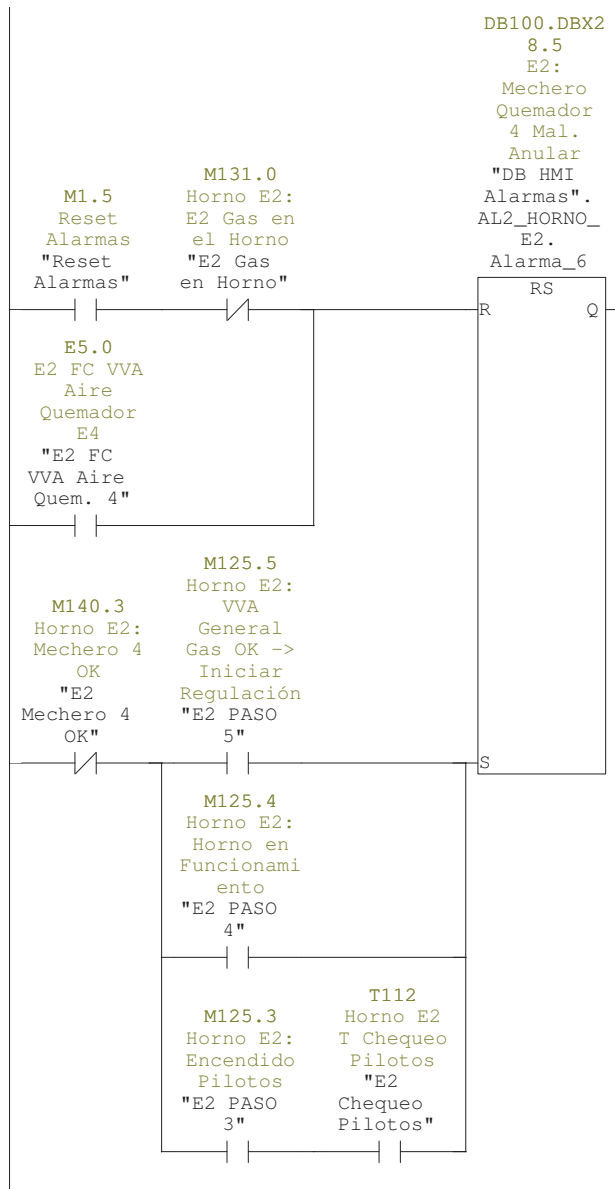 DB100.DBX2
8.5
E2:
Mechero
Quemador
4 Mal.
Anular
"DB HMI
Alarmas".
AL2_HORNO_
E2.
Alarma_6
M1.5
Reset
Alarmas
"Reset
Alarmas"
M131.0
Horno E2:
E2 Gas en
el Horno
"E2 Gas
en Horno"
RS
R
Q
E5.0
E2 FC VVA
Aire
Quemador
E4
"E2 FC
VVA Aire
Quem. 4"
M140.3
Horno E2:
Mechero 4
OK
"E2
Mechero 4
OK"
M125.5
Horno E2:
VVA
General
Gas OK ->
Iniciar
Regulación
"E2 PASO
5"
S
M125.4
Horno E2:
Horno en
Funcionami
ento
"E2 PASO
4"
M125.3
Horno E2:
Encendido
Pilotos
"E2 PASO
3"
T112
Horno E2
T Chequeo
Pilotos
"E2
Chequeo
Pilotos"